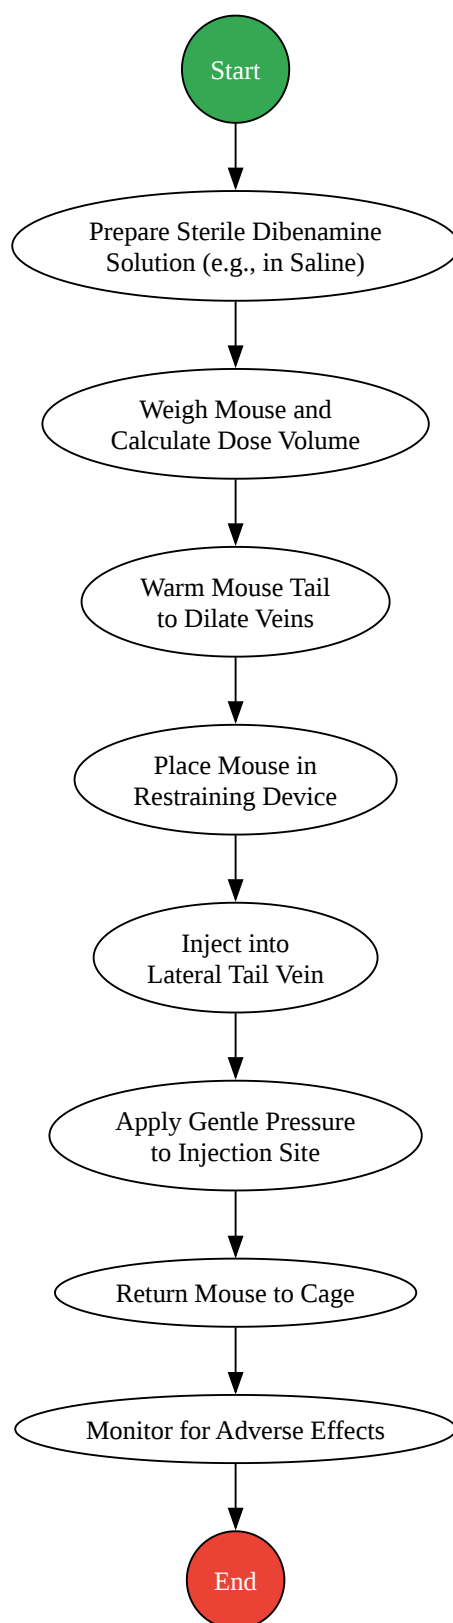 Start
Prepare Sterile Dibenamine
Solution (e.g., in Saline)
Weigh Mouse and
Calculate Dose Volume
Warm Mouse Tail
to Dilate Veins
Place Mouse in
Restraining Device
Inject into
Lateral Tail Vein
Apply Gentle Pressure
to Injection Site
Return Mouse to Cage
Monitor for Adverse Effects
End